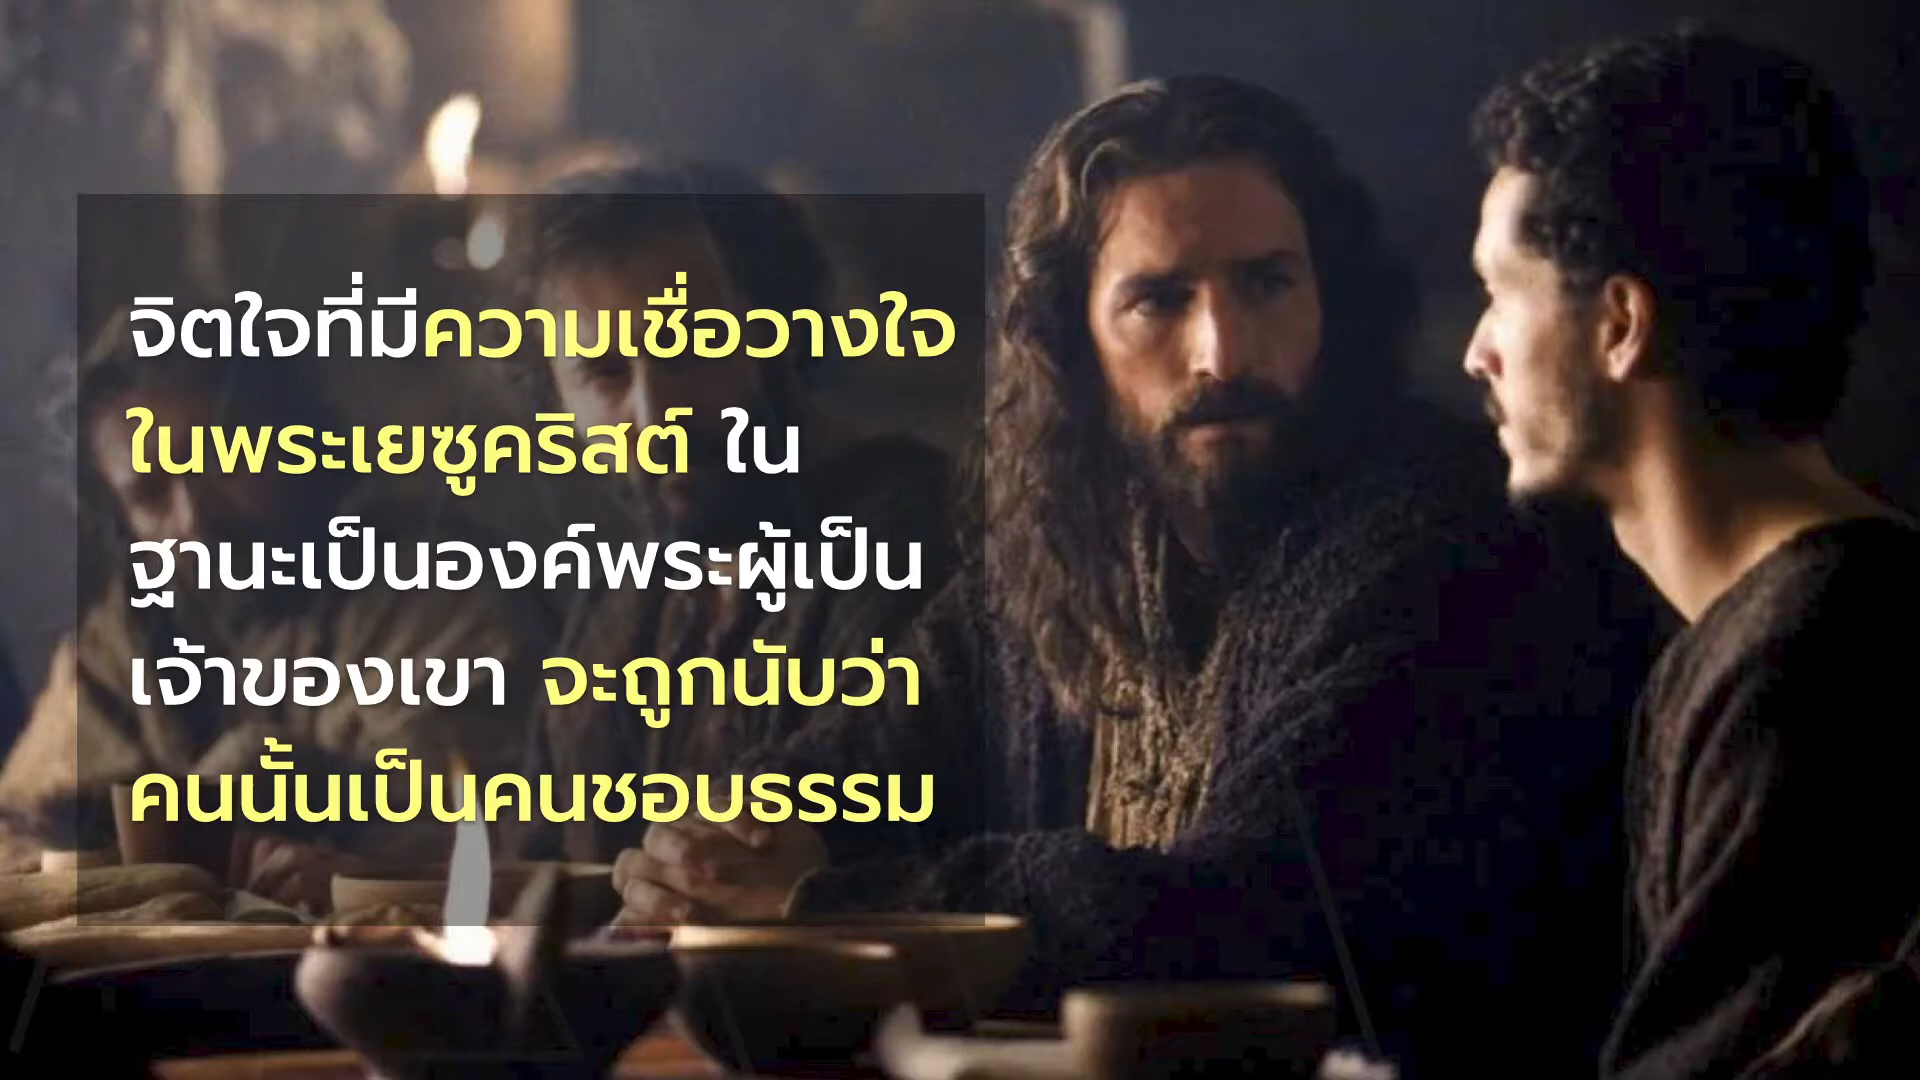 จิตใจที่มีความเชื่อวางใจ
ในพระเยซูคริสต์ ใน
ฐานะเป็นองค์พระผู้เป็น
เจ้าของเขา จะถูกนับว่า
คนนั้นเป็นคนชอบธรรม